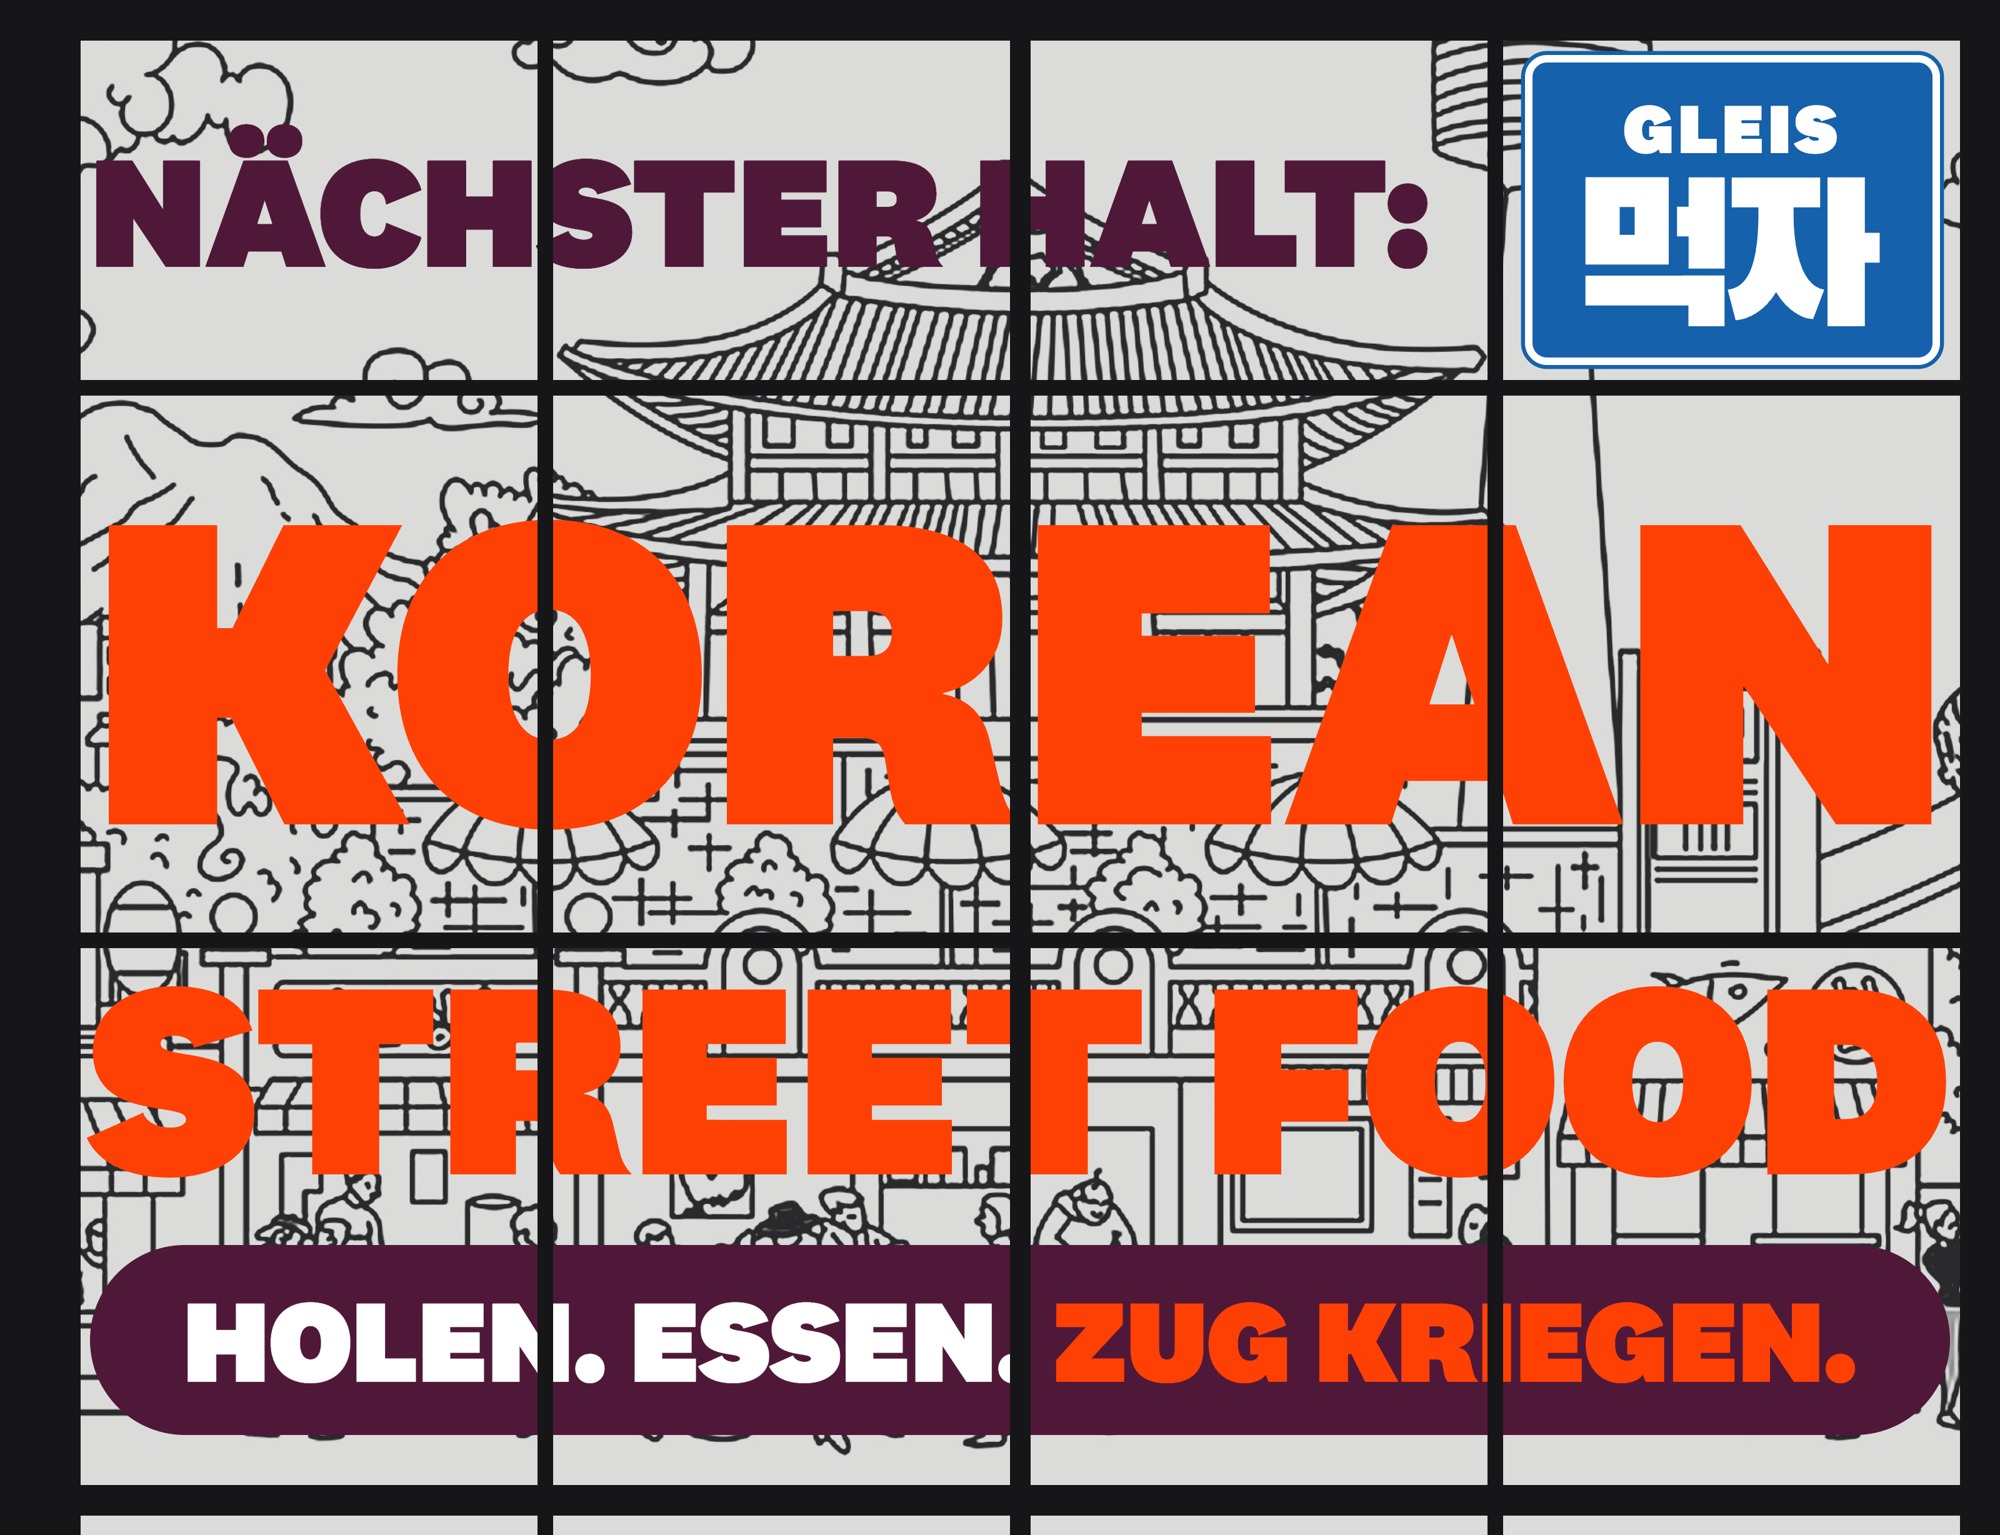 NÄCHSTER HALT:
GLEIS
먹자
KOREAN
STREET FOOD
HOLEN. ESSEN. ZUG KRIEGEN.